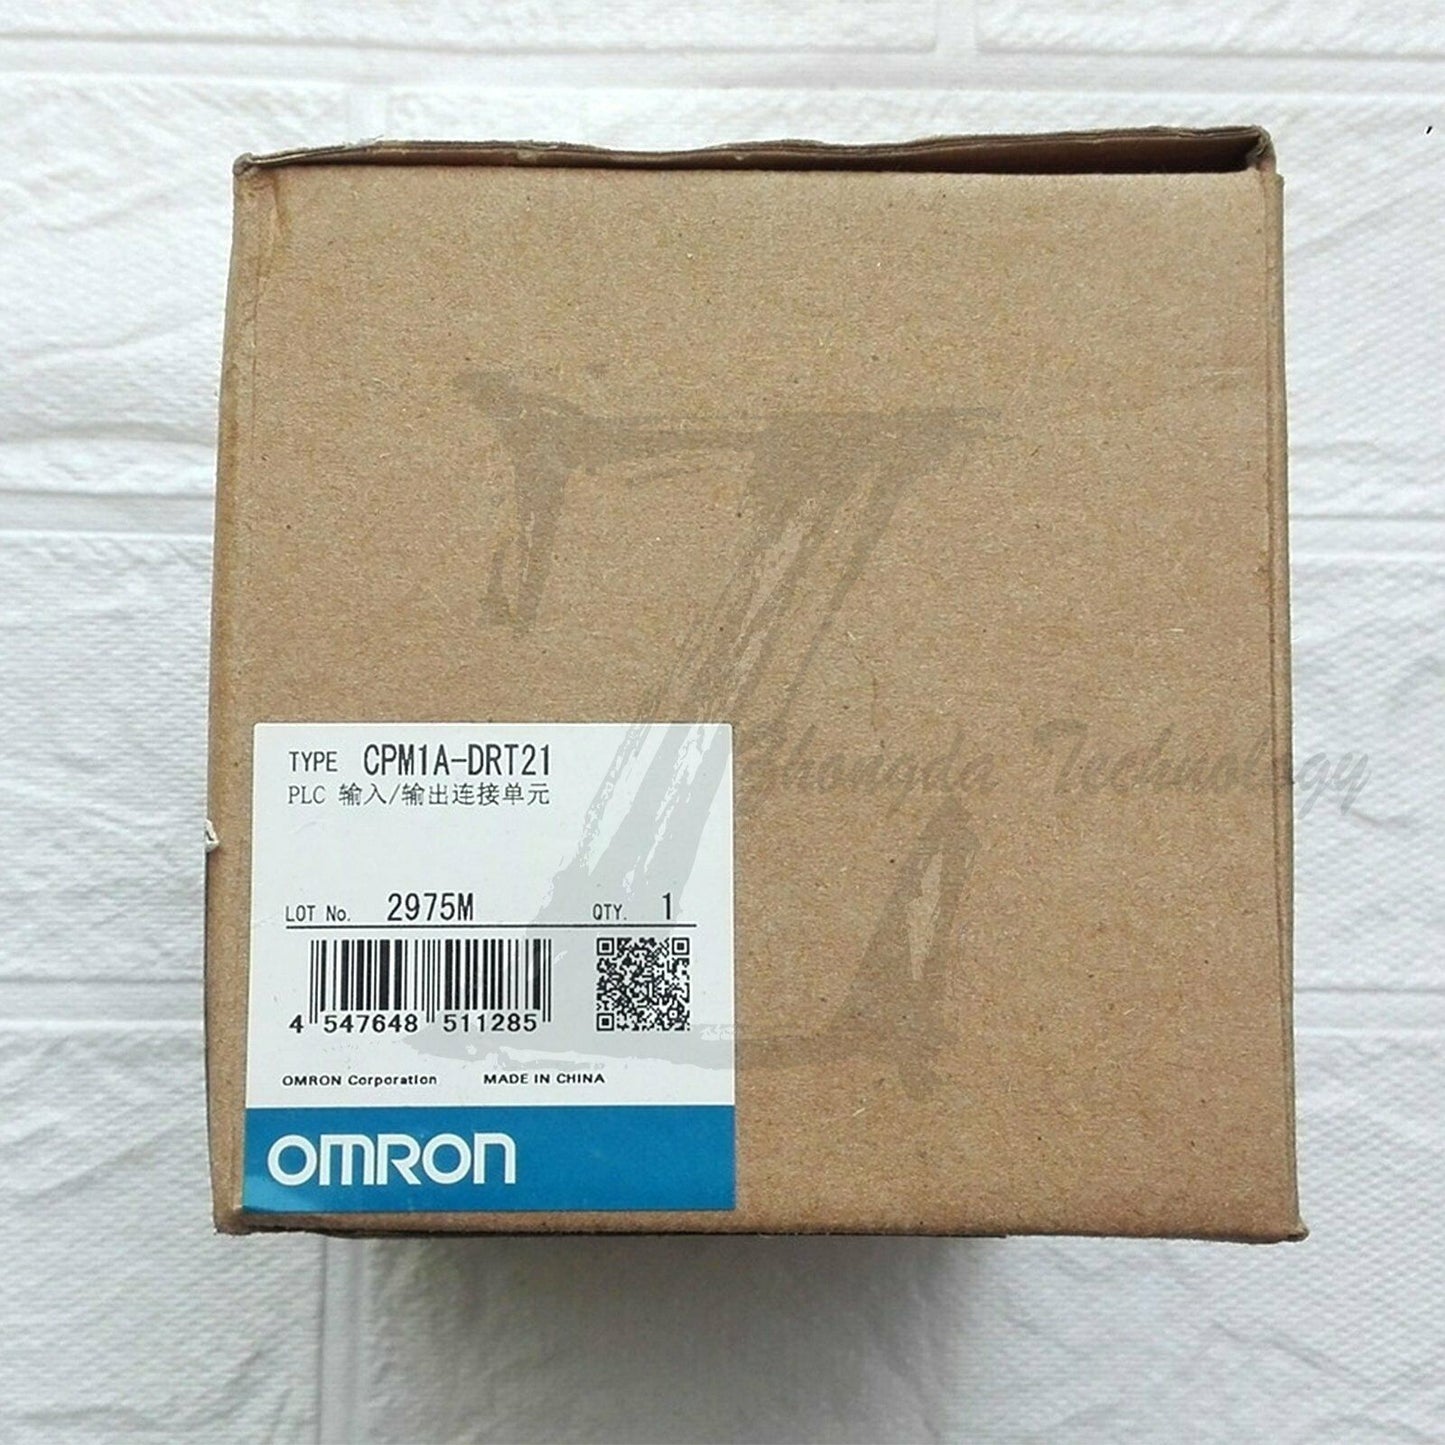 TYPE CPM1A-DRT21
PLC 输入/输出连接单元
LOT No. 2975M QTY. 1
4 547648 511285
OMRON Corporation MADE IN CHINA
OMRON
Zhongda Technology